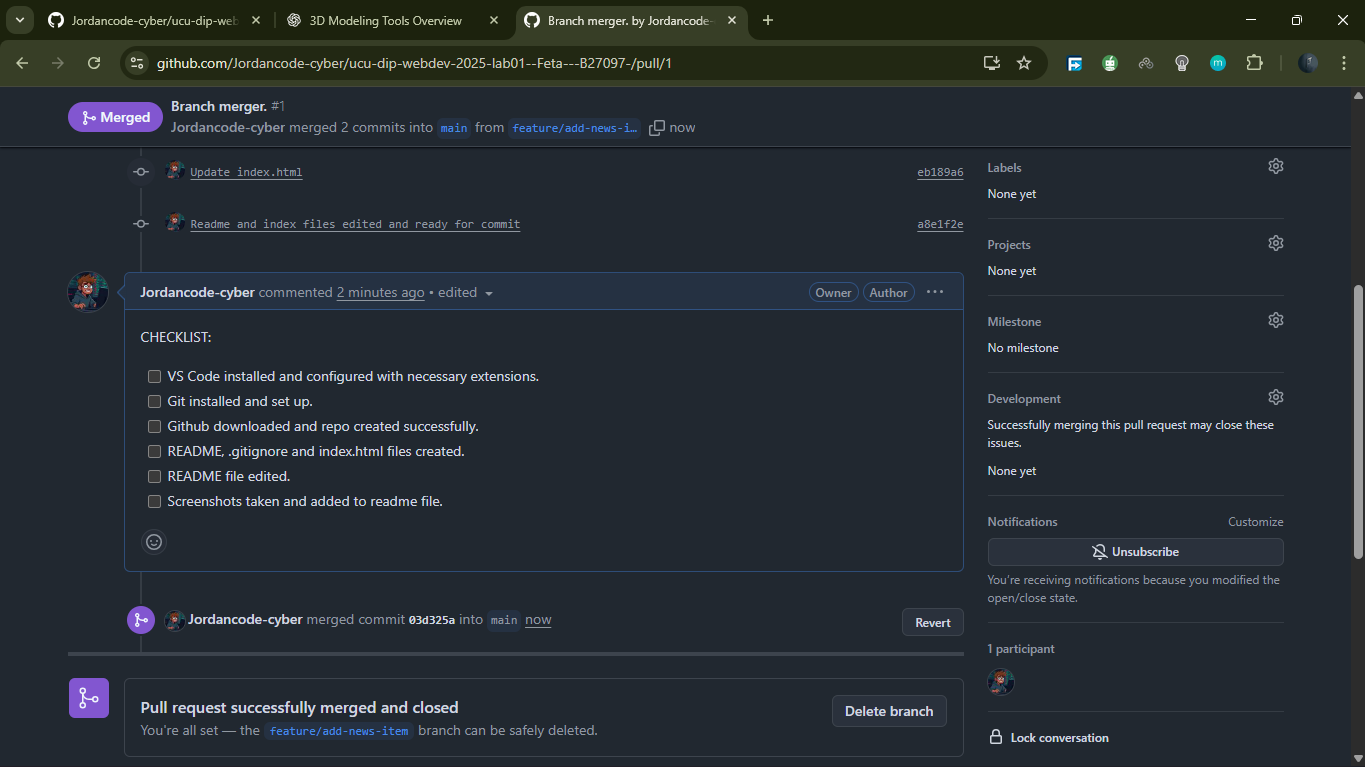 Jordancode-cyber/ucu-dip-web
3D Modeling Tools Overview
Branch merger. by Jordancode-
github.com/Jordancode-cyber/ucu-dip-webdev-2025-lab01--Feta---B27097-/pull/1
Merged
Branch merger. #1
Jordancode-cyber merged 2 commits into main from feature/add-news-i… now
Update index.html
eb189a6
Readme and index files edited and ready for commit
a8e1f2e
Jordancode-cyber commented 2 minutes ago • edited
Owner
Author
CHECKLIST:
VS Code installed and configured with necessary extensions.
Git installed and set up.
Github downloaded and repo created successfully.
README, .gitignore and index.html files created.
README file edited.
Screenshots taken and added to readme file.
Jordancode-cyber merged commit 03d325a into main now
Revert
Pull request successfully merged and closed
You're all set — the feature/add-news-item branch can be safely deleted.
Delete branch
Labels
None yet
Projects
None yet
Milestone
No milestone
Development
Successfully merging this pull request may close these
issues.
None yet
Notifications
Customize
Unsubscribe
You're receiving notifications because you modified the
open/close state.
1 participant
Lock conversation